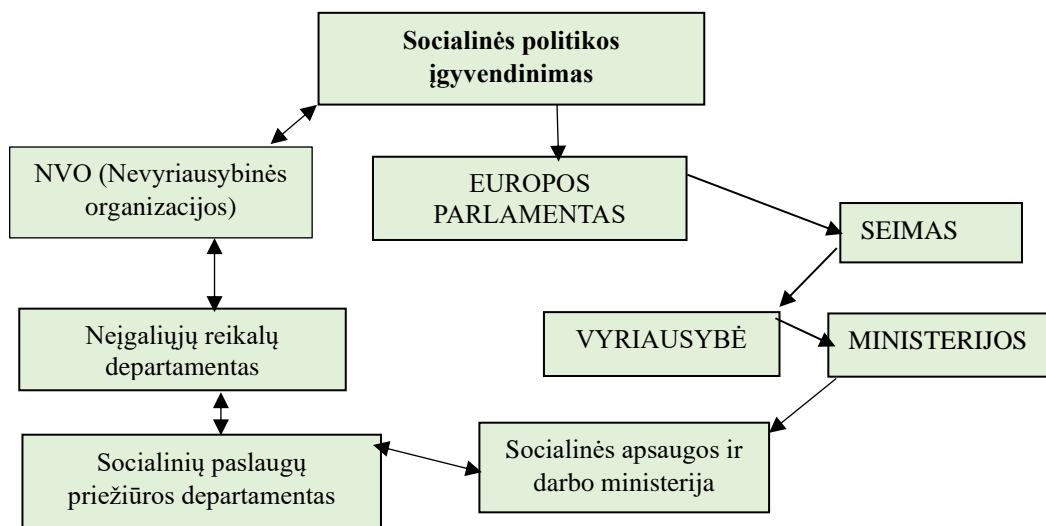 Socialinės politikos
įgyvendinimas
NVO (Nevyriausybinės
organizacijos)
EUROPOS
PARLAMENTAS
SEIMAS
Neįgaliųjų reikalų
departamentas
VYRIAUSYBĖ
MINISTERIJOS
Socialinių paslaugų
priežiūros departamentas
Socialinės apsaugos ir
darbo ministerija